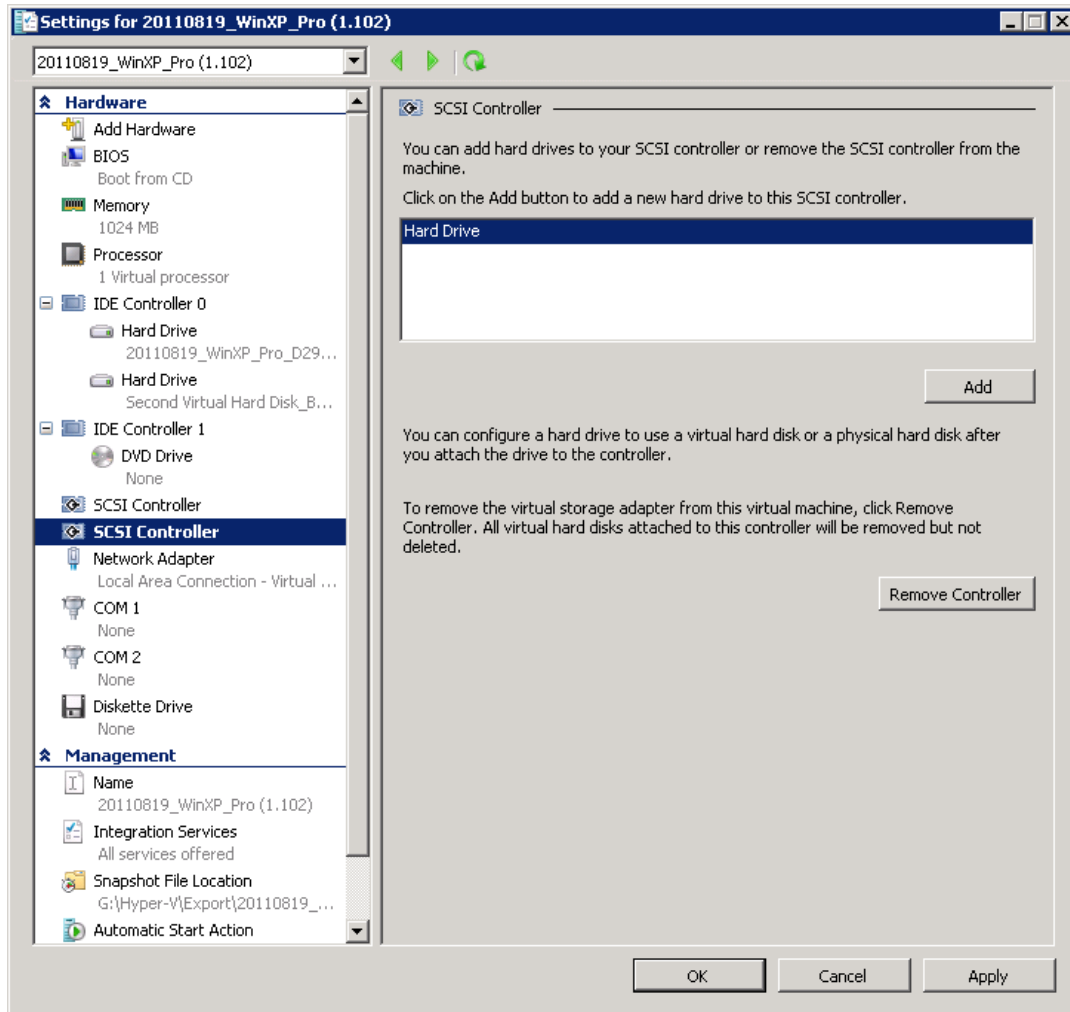 Settings for 20110819_WinXP_Pro (1.102)
20110819_WinXP_Pro (1.102)
Hardware
Add Hardware
BIOS
Boot from CD
Memory
1024 MB
Processor
1 Virtual processor
IDE Controller 0
Hard Drive
20110819_WinXP_Pro_D29...
Hard Drive
Second Virtual Hard Disk_B...
IDE Controller 1
DVD Drive
None
SCSI Controller
SCSI Controller
Network Adapter
Local Area Connection - Virtual ...
COM 1
None
COM 2
None
Diskette Drive
None
Management
Name
20110819_WinXP_Pro (1.102)
Integration Services
All services offered
Snapshot File Location
G:\Hyper-V\Export\20110819_...
Automatic Start Action
SCSI Controller
You can add hard drives to your SCSI controller or remove the SCSI controller from the
machine.
Click on the Add button to add a new hard drive to this SCSI controller.
Hard Drive
Add
You can configure a hard drive to use a virtual hard disk or a physical hard disk after
you attach the drive to the controller.
To remove the virtual storage adapter from this virtual machine, click Remove
Controller. All virtual hard disks attached to this controller will be removed but not
deleted.
Remove Controller
OK
Cancel
Apply